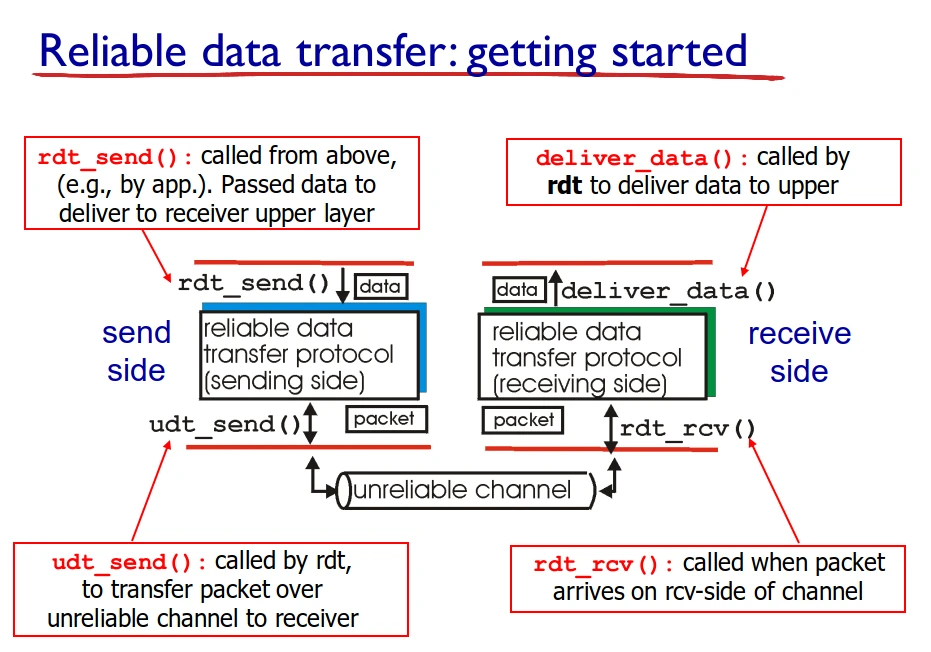 Reliable data transfer: getting started
rdt_send(): called from above,
(e.g., by app.). Passed data to
deliver to receiver upper layer
deliver_data(): called by
rdt to deliver data to upper
rdt_send()
data
data
deliver_data()
send
side
reliable data
transfer protocol
(sending side)
reliable data
transfer protocol
(receiving side)
receive
side
udt_send()
packet
packet
rdt_rcv()
unreliable channel
udt_send(): called by rdt,
to transfer packet over
unreliable channel to receiver
rdt_rcv(): called when packet
arrives on rcv-side of channel